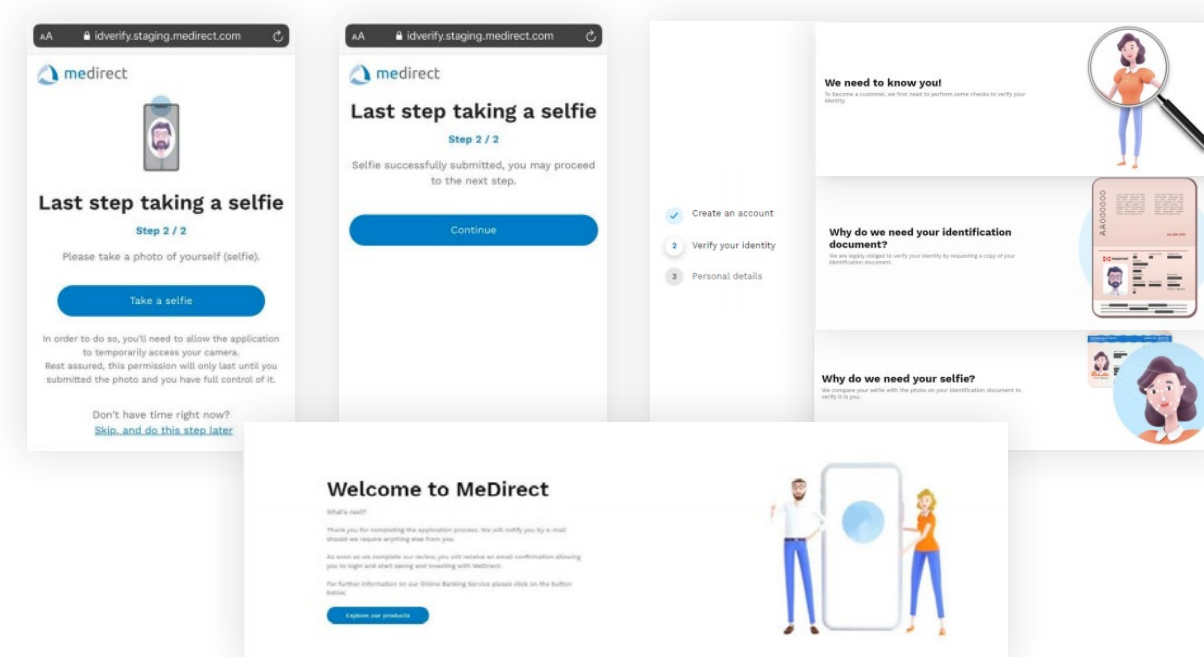 AA idverify.staging.medirect.com
medirect
Last step taking a selfie
Step 2 / 2
Please take a photo of yourself (selfie).
Take a selfie
In order to do so, you'll need to allow the application
to temporarily access your camera.
Rest assured, this permission will only last until you
submitted the photo and you have full control of it.
Don't have time right now?
Skip, and do this step later
AA idverify.staging.medirect.com
medirect
Last step taking a selfie
Step 2 / 2
Selfie successfully submitted, you may proceed
to the next step.
Continue
Create an account
2 Verify your identity
3 Personal details
We need to know you!
To become a customer, we first need to perform some checks to verify your
identity.
Why do we need your identification
document?
We are legally obliged to verify your identity by requesting a copy of your
identification document.
AA000000
PASSPORT
Why do we need your selfie?
We compare your selfie with the photo on your identification document to
verify it is you.
Welcome to MeDirect
What's next?
Thank you for completing the application process. We will notify you by e-mail
should we require anything else from you.
As soon as we complete our review, you will receive an email confirmation allowing
you to login and start saving and investing with MeDirect.
For further information on our Online Banking Service please click on the button
below.
Explore our products